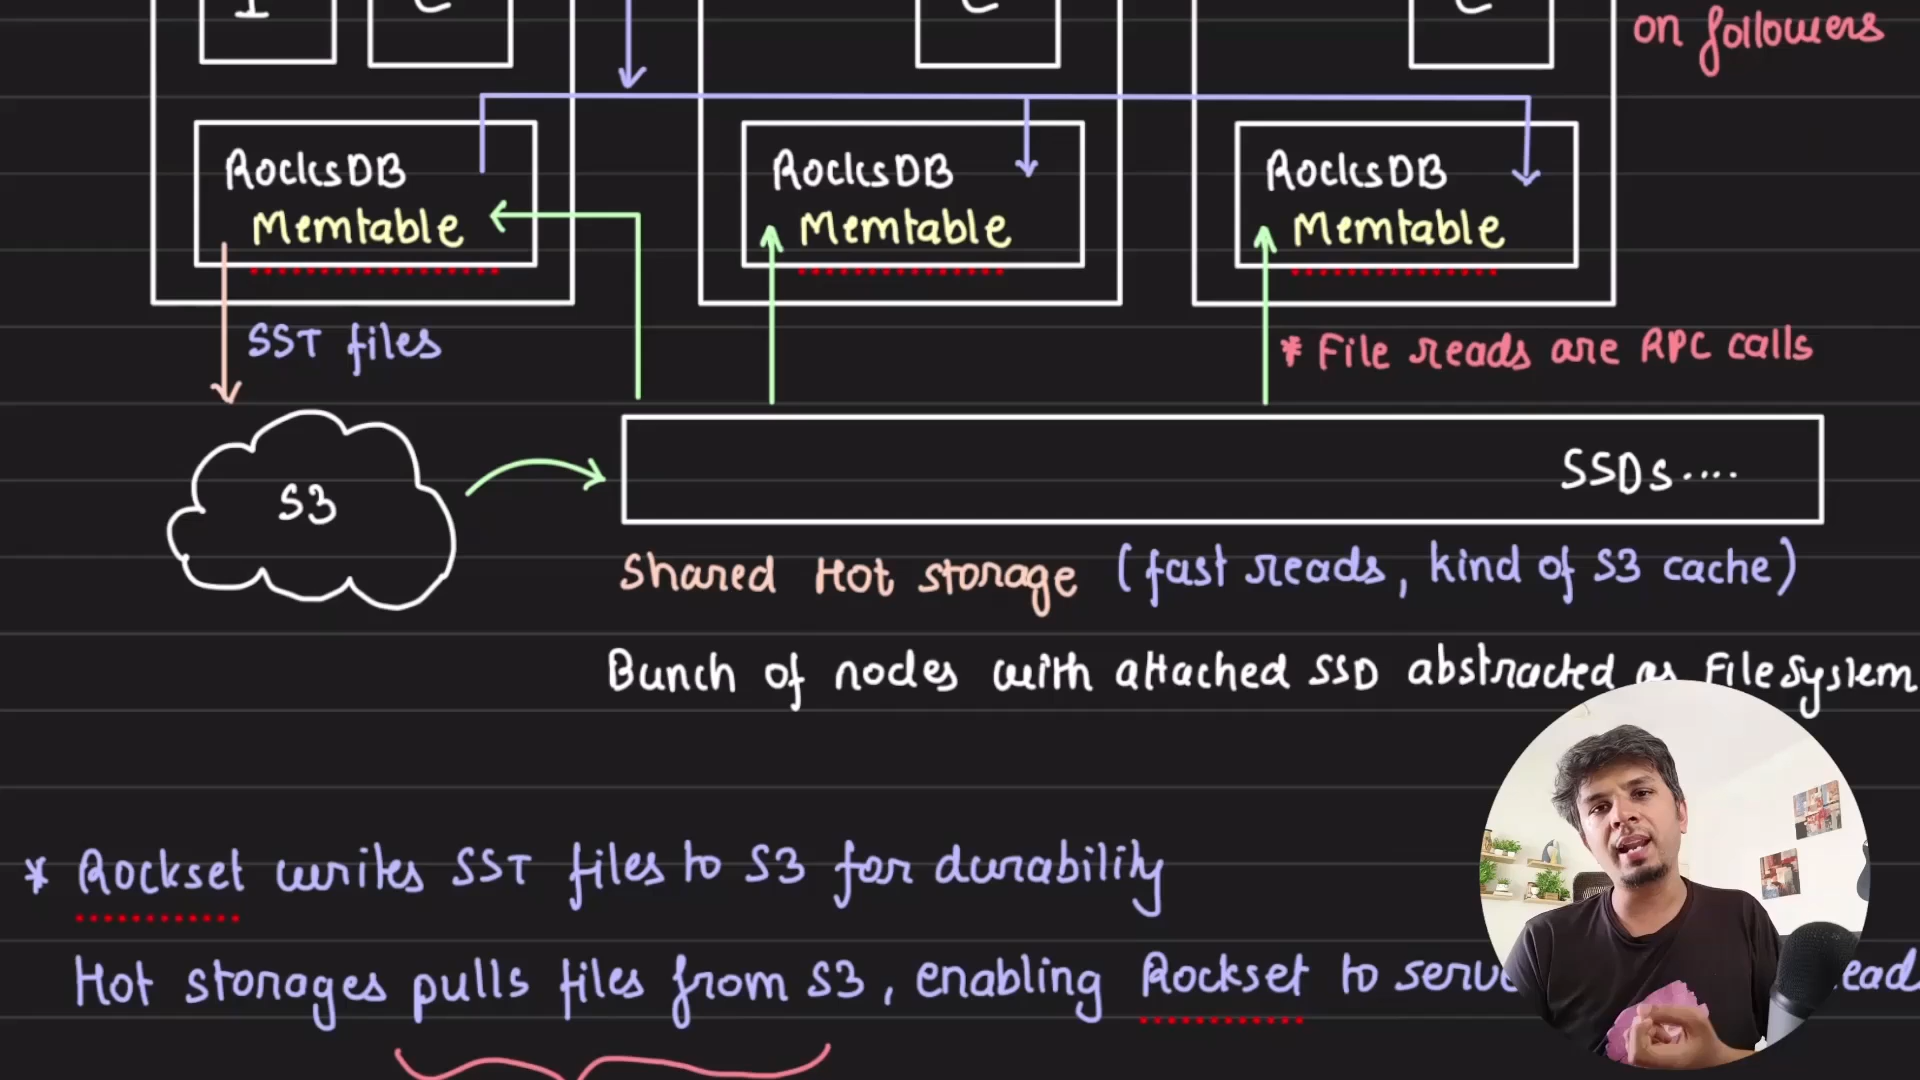 I C C C
on followers
RocksDB RocksDB RocksDB
Memtable Memtable Memtable
SST files
* File reads are RPC calls
S3
SSDs....
Shared Hot storage (fast reads, kind of S3 cache)
Bunch of nodes with attached SSD abstracted as FileSystem
* Rockset writes SST files to S3 for durability
Hot storages pulls files from S3, enabling Rockset to serve